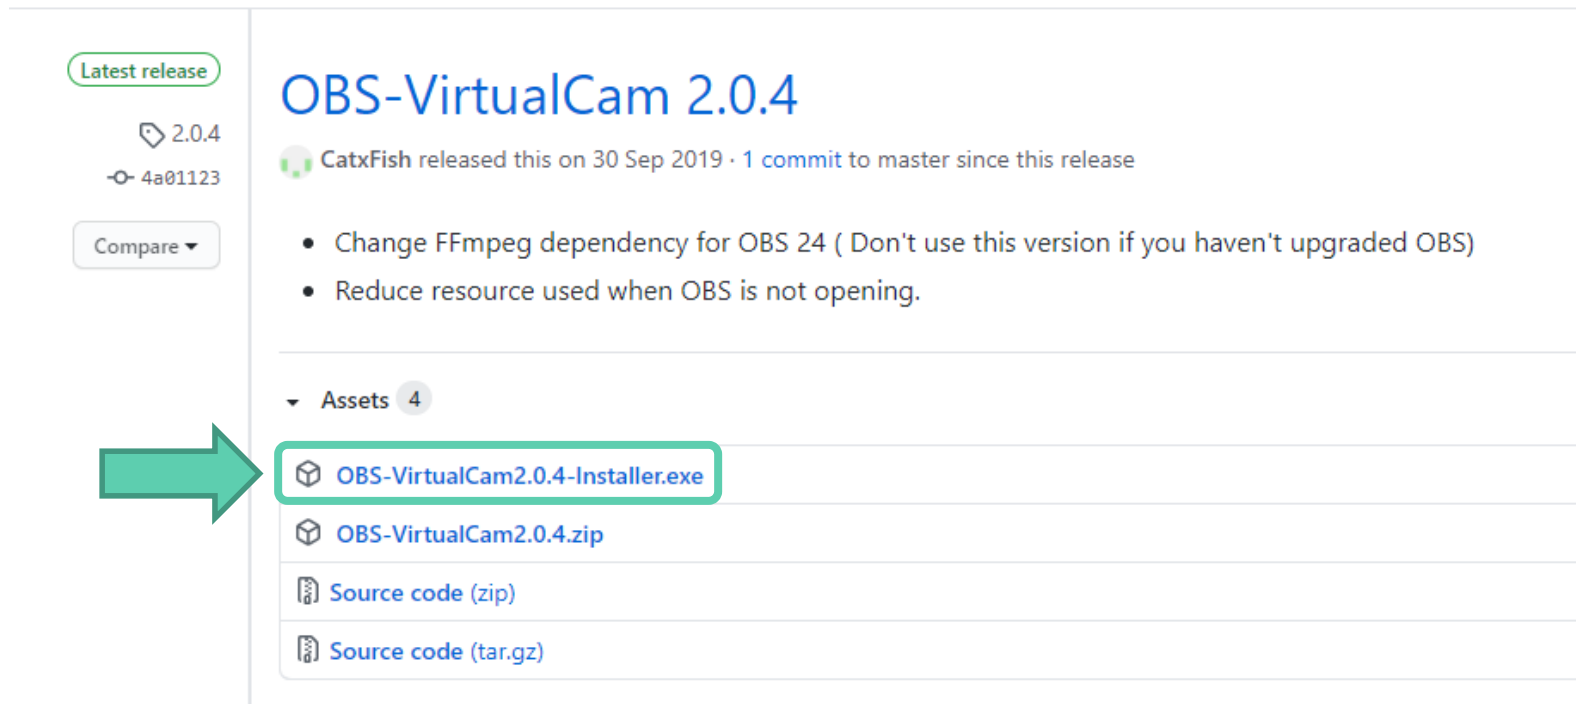 Latest release
2.0.4
4a01123
Compare
OBS-VirtualCam 2.0.4
CatxFish released this on 30 Sep 2019 · 1 commit to master since this release
• Change FFmpeg dependency for OBS 24 ( Don't use this version if you haven't upgraded OBS)
• Reduce resource used when OBS is not opening.
Assets 4
OBS-VirtualCam2.0.4-Installer.exe
OBS-VirtualCam2.0.4.zip
Source code (zip)
Source code (tar.gz)